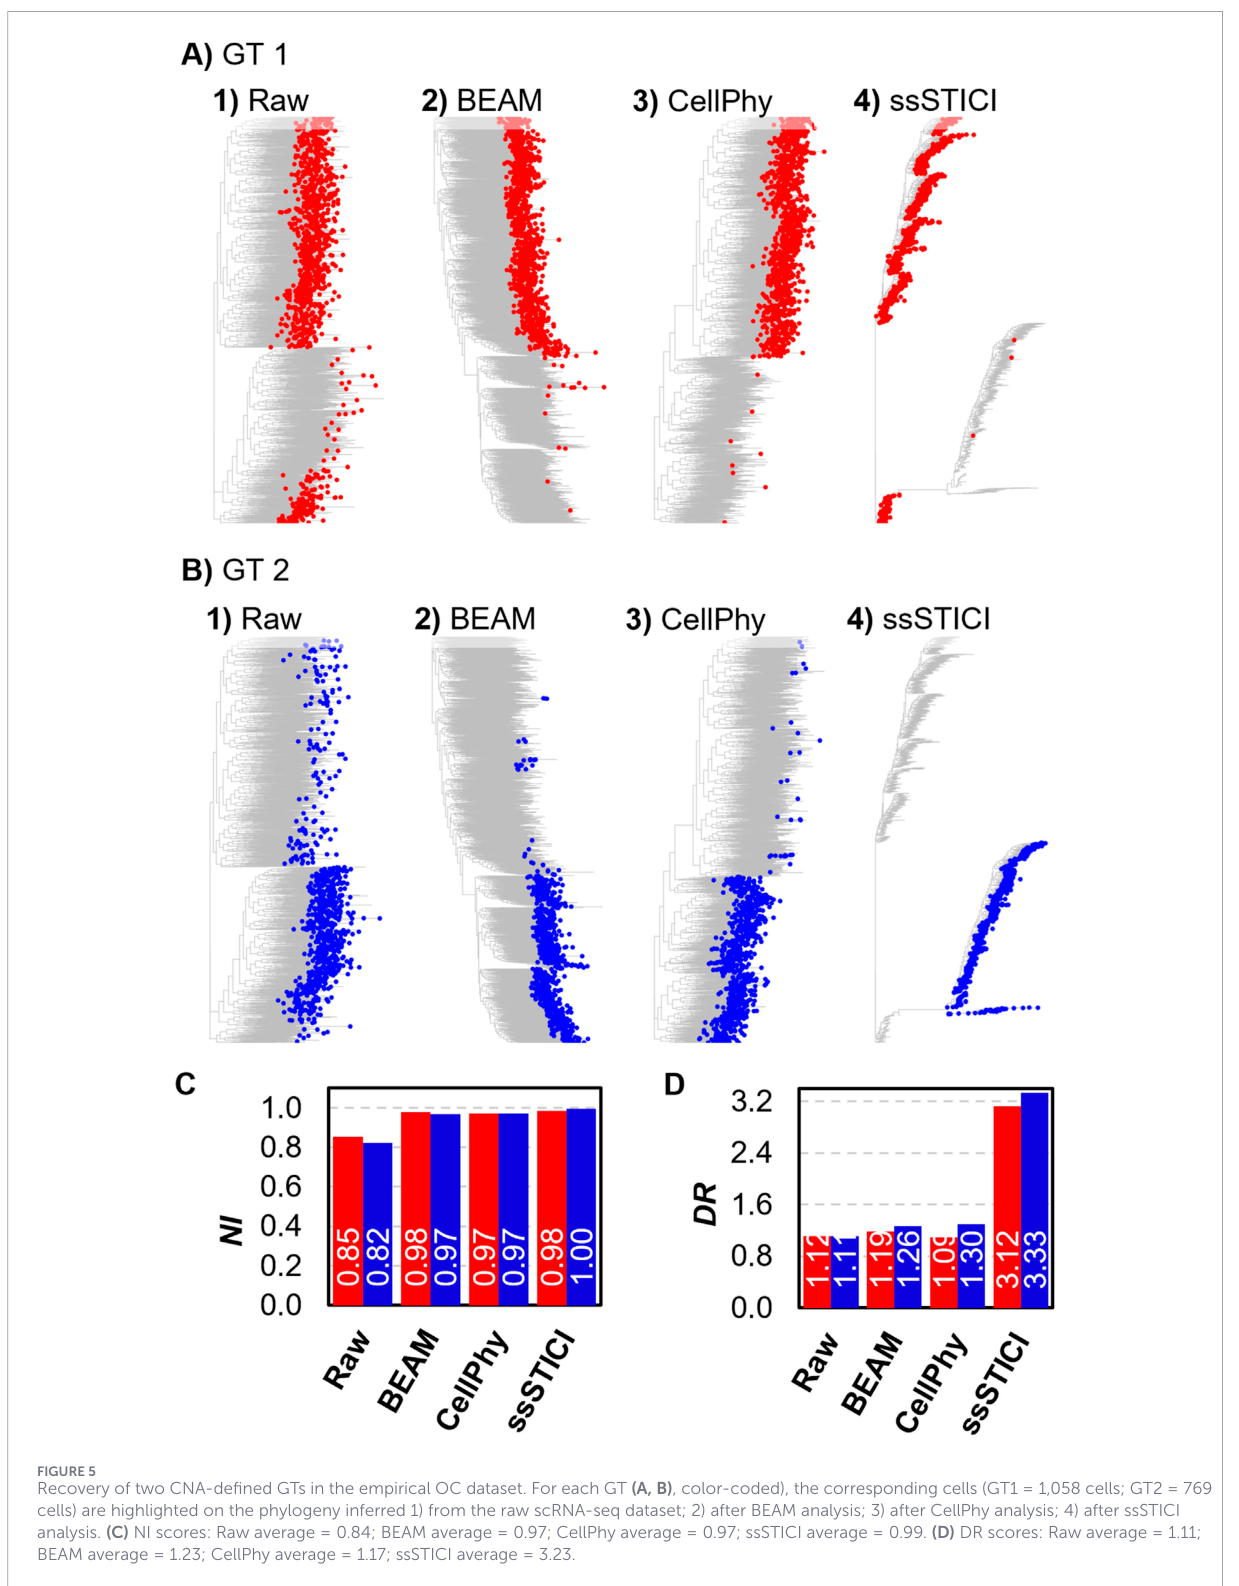 A) GT 1
1) Raw
2) BEAM
3) CellPhy
4) ssSTICI
B) GT 2
1) Raw
2) BEAM
3) CellPhy
4) ssSTICI
C
NI
1.0
0.8
0.6
0.4
0.2
0.0
0.85
0.82
0.98
0.97
0.97
0.97
0.98
1.00
Raw
BEAM
CellPhy
ssSTICI
D
DR
3.2
2.4
1.6
0.8
0.0
1.12
1.1
1.19
1.26
1.09
1.30
3.12
3.33
Raw
BEAM
CellPhy
ssSTICI
FIGURE 5
Recovery of two CNA-defined GTs in the empirical OC dataset. For each GT (A, B), color-coded), the corresponding cells (GT1 = 1,058 cells; GT2 = 769
cells) are highlighted on the phylogeny inferred 1) from the raw scRNA-seq dataset; 2) after BEAM analysis; 3) after CellPhy analysis; 4) after ssSTICI
analysis. (C) NI scores: Raw average = 0.84; BEAM average = 0.97; CellPhy average = 0.97; ssSTICI average = 0.99. (D) DR scores: Raw average = 1.11;
BEAM average = 1.23; CellPhy average = 1.17; ssSTICI average = 3.23.